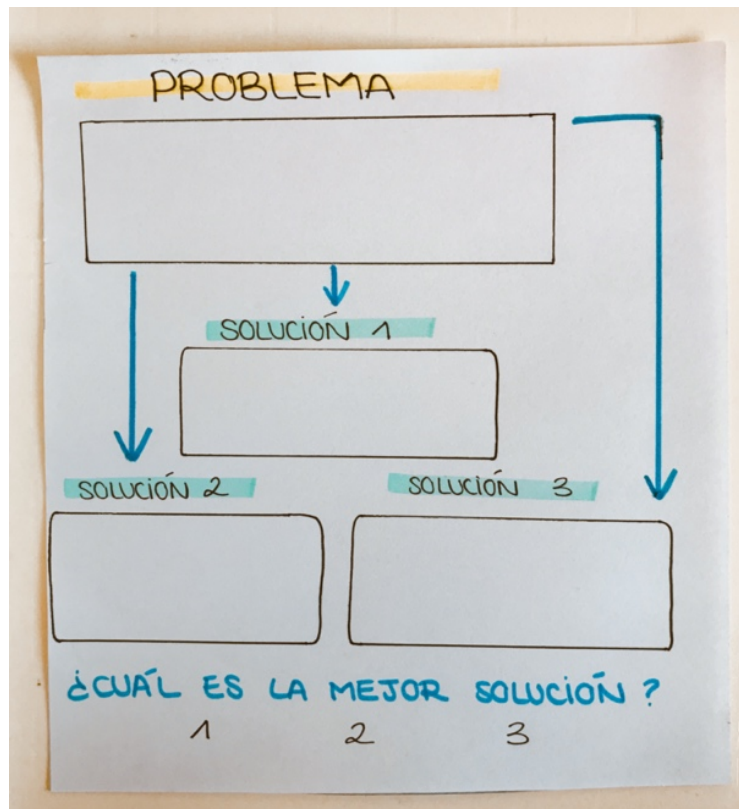 PROBLEMA
SOLUCIÓN 1
SOLUCIÓN 2
SOLUCIÓN 3
¿CUÁL ES LA MEJOR SOLUCIÓN ?
1 2 3